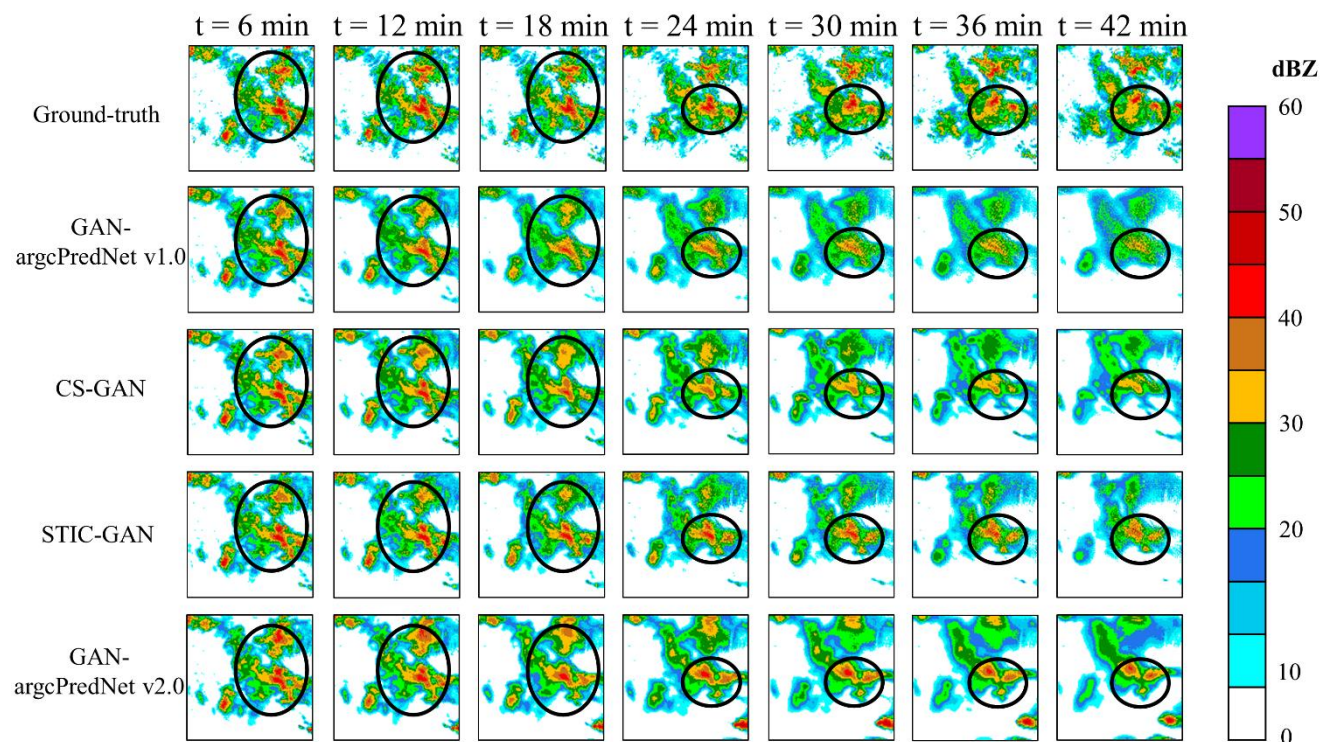 t = 6 min t = 12 min t = 18 min t = 24 min t = 30 min t = 36 min t = 42 min
dBZ
60
Ground-truth
50
GAN-
argcPredNet v1.0
40
CS-GAN
30
20
STIC-GAN
10
GAN-
argcPredNet v2.0
0